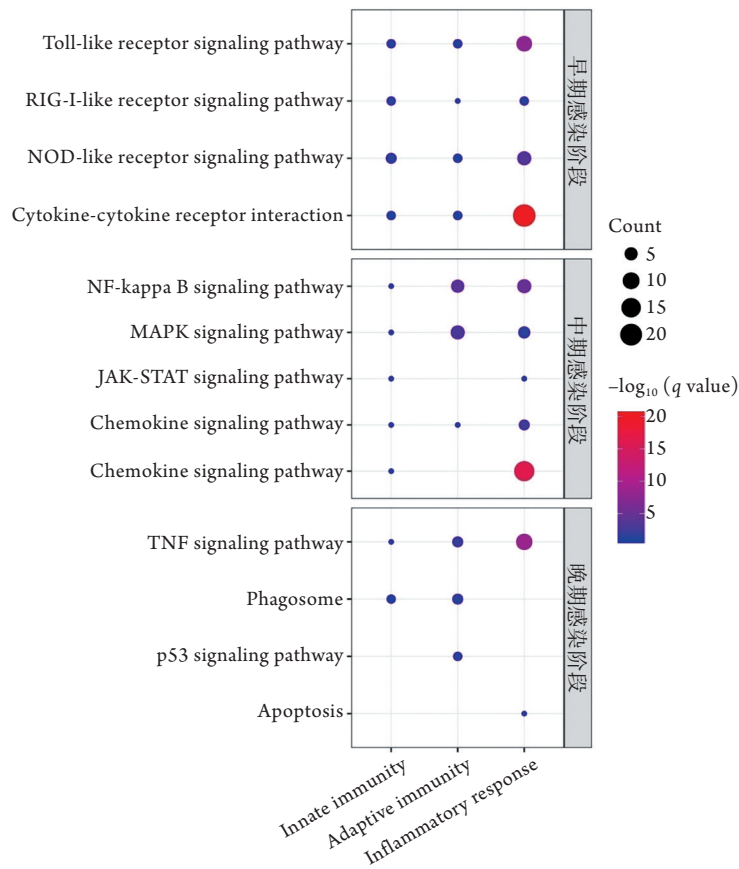 Toll-like receptor signaling pathway
RIG-I-like receptor signaling pathway
NOD-like receptor signaling pathway
Cytokine-cytokine receptor interaction
早期感染阶段
NF-kappa B signaling pathway
MAPK signaling pathway
JAK-STAT signaling pathway
Chemokine signaling pathway
Chemokine signaling pathway
中期感染阶段
TNF signaling pathway
Phagosome
p53 signaling pathway
Apoptosis
晚期感染阶段
Innate immunity
Adaptive immunity
Inflammatory response
Count
5
10
15
20
–log₁₀ (q value)
20
15
10
5